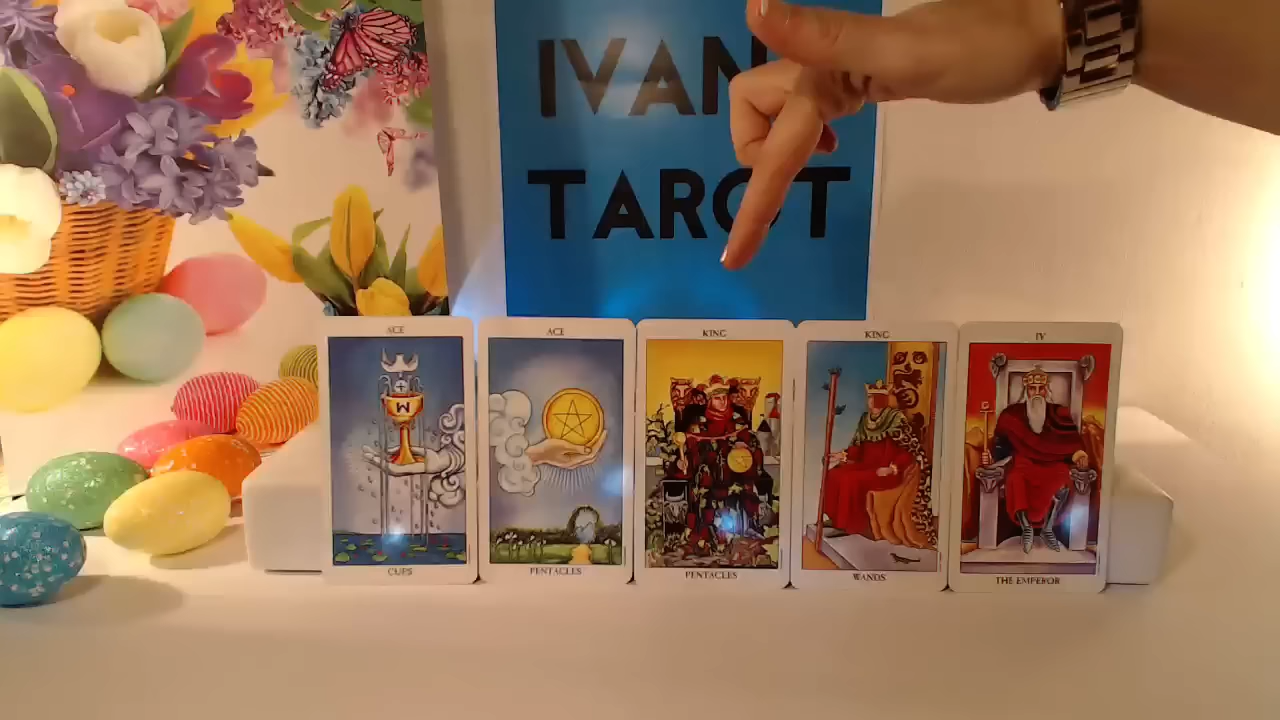 IVAN
TAROT
ACE
CUPS
ACE
PENTACLES
KING
PENTACLES
KING
WANDS
IV
THE EMPEROR